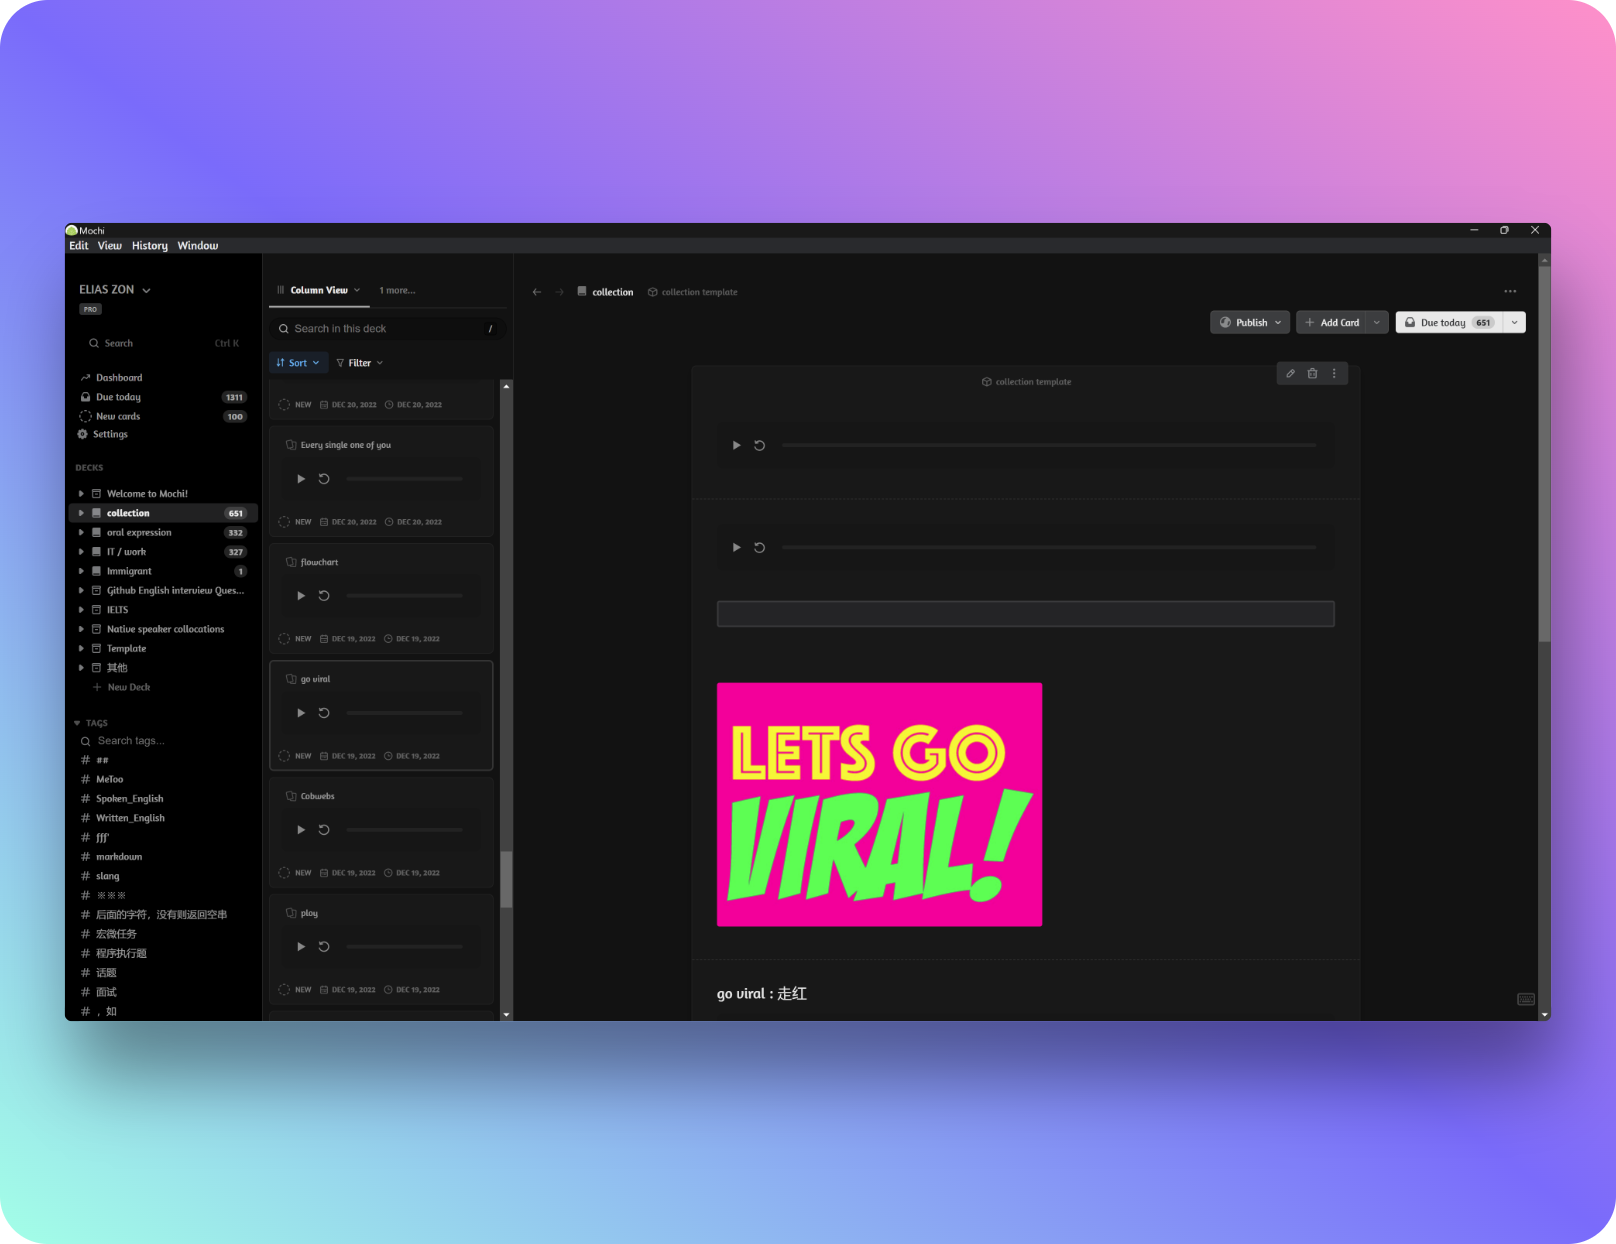 Mochi
Edit View History Window
ELIAS ZON
PRO
Search Ctrl K
Dashboard
Due today 1311
New cards 100
Settings
DECKS
Welcome to Mochi!
collection 651
oral expression 332
IT / work 327
Immigrant 1
Github English interview Ques...
IELTS
Native speaker collocations
Template
其他
New Deck
TAGS
Search tags...
# ##
# MeToo
# Spoken_English
# Written_English
# fff'
# markdown
# slang
# ※※※
# 后面的字符，没有则返回空串
# 宏微任务
# 程序执行题
# 话题
# 面试
# ，如
Column View 1 more...
Search in this deck /
Sort Filter
NEW DEC 20, 2022 DEC 20, 2022
Every single one of you
NEW DEC 20, 2022 DEC 20, 2022
flowchart
NEW DEC 19, 2022 DEC 19, 2022
go viral
NEW DEC 19, 2022 DEC 19, 2022
Cobwebs
NEW DEC 19, 2022 DEC 19, 2022
ploy
NEW DEC 19, 2022 DEC 19, 2022
collection collection template
Publish Add Card Due today 651
collection template
LETS GO
VIRAL!
go viral : 走红